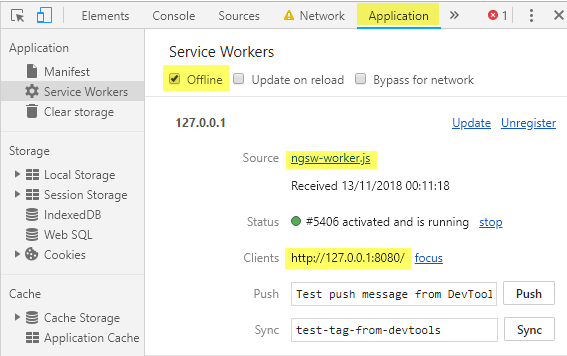 Elements Console Sources Network Application » 1
Application
Manifest
Service Workers
Clear storage
Storage
Local Storage
Session Storage
IndexedDB
Web SQL
Cookies
Cache
Cache Storage
Application Cache
Service Workers
Offline Update on reload Bypass for network
127.0.0.1 Update Unregister
Source ngsw-worker.js
Received 13/11/2018 00:11:18
Status #5406 activated and is running stop
Clients http://127.0.0.1:8080/ focus
Push Test push message from DevTool Push
Sync test-tag-from-devtools Sync